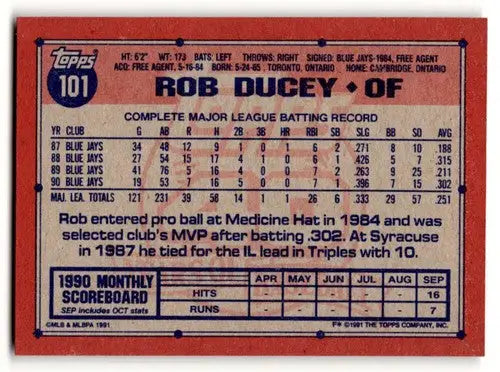 Topps
101
HT: 6'2" WT: 173 BATS: LEFT THROWS: RIGHT SIGNED: BLUE JAYS-1984, FREE AGENT
ACQ: FREE AGENT, 5-16-84 BORN: 5-24-65, TORONTO, ONTARIO HOME: CAMBRIDGE, ONTARIO
ROB DUCEY ◆ OF
COMPLETE MAJOR LEAGUE BATTING RECORD
YR CLUB G AB R H 2B 3B HR RBI SB SLG BB SO AVG
87 BLUE JAYS 34 48 12 9 1 0 1 6 2 .271 8 10 .188
88 BLUE JAYS 27 54 15 17 4 1 0 6 1 .426 5 7 .315
89 BLUE JAYS 41 76 5 16 4 0 0 7 2 .263 9 25 .211
90 BLUE JAYS 19 53 7 16 5 0 0 7 1 .396 7 15 .302
MAJ. LEA. TOTALS 121 231 39 58 14 1 1 26 6 .333 29 57 .251
Rob entered pro ball at Medicine Hat in 1984 and was
selected club's MVP after batting .302. At Syracuse
in 1987 he tied for the IL lead in Triples with 10.
1990 MONTHLY
SCOREBOARD
SEP includes OCT stats
APR MAY JUN JUL AUG SEP
HITS - - - - - 16
RUNS - - - - - 7
©MLB & MLBPA 1991
F* ©1991 THE TOPPS COMPANY, INC.